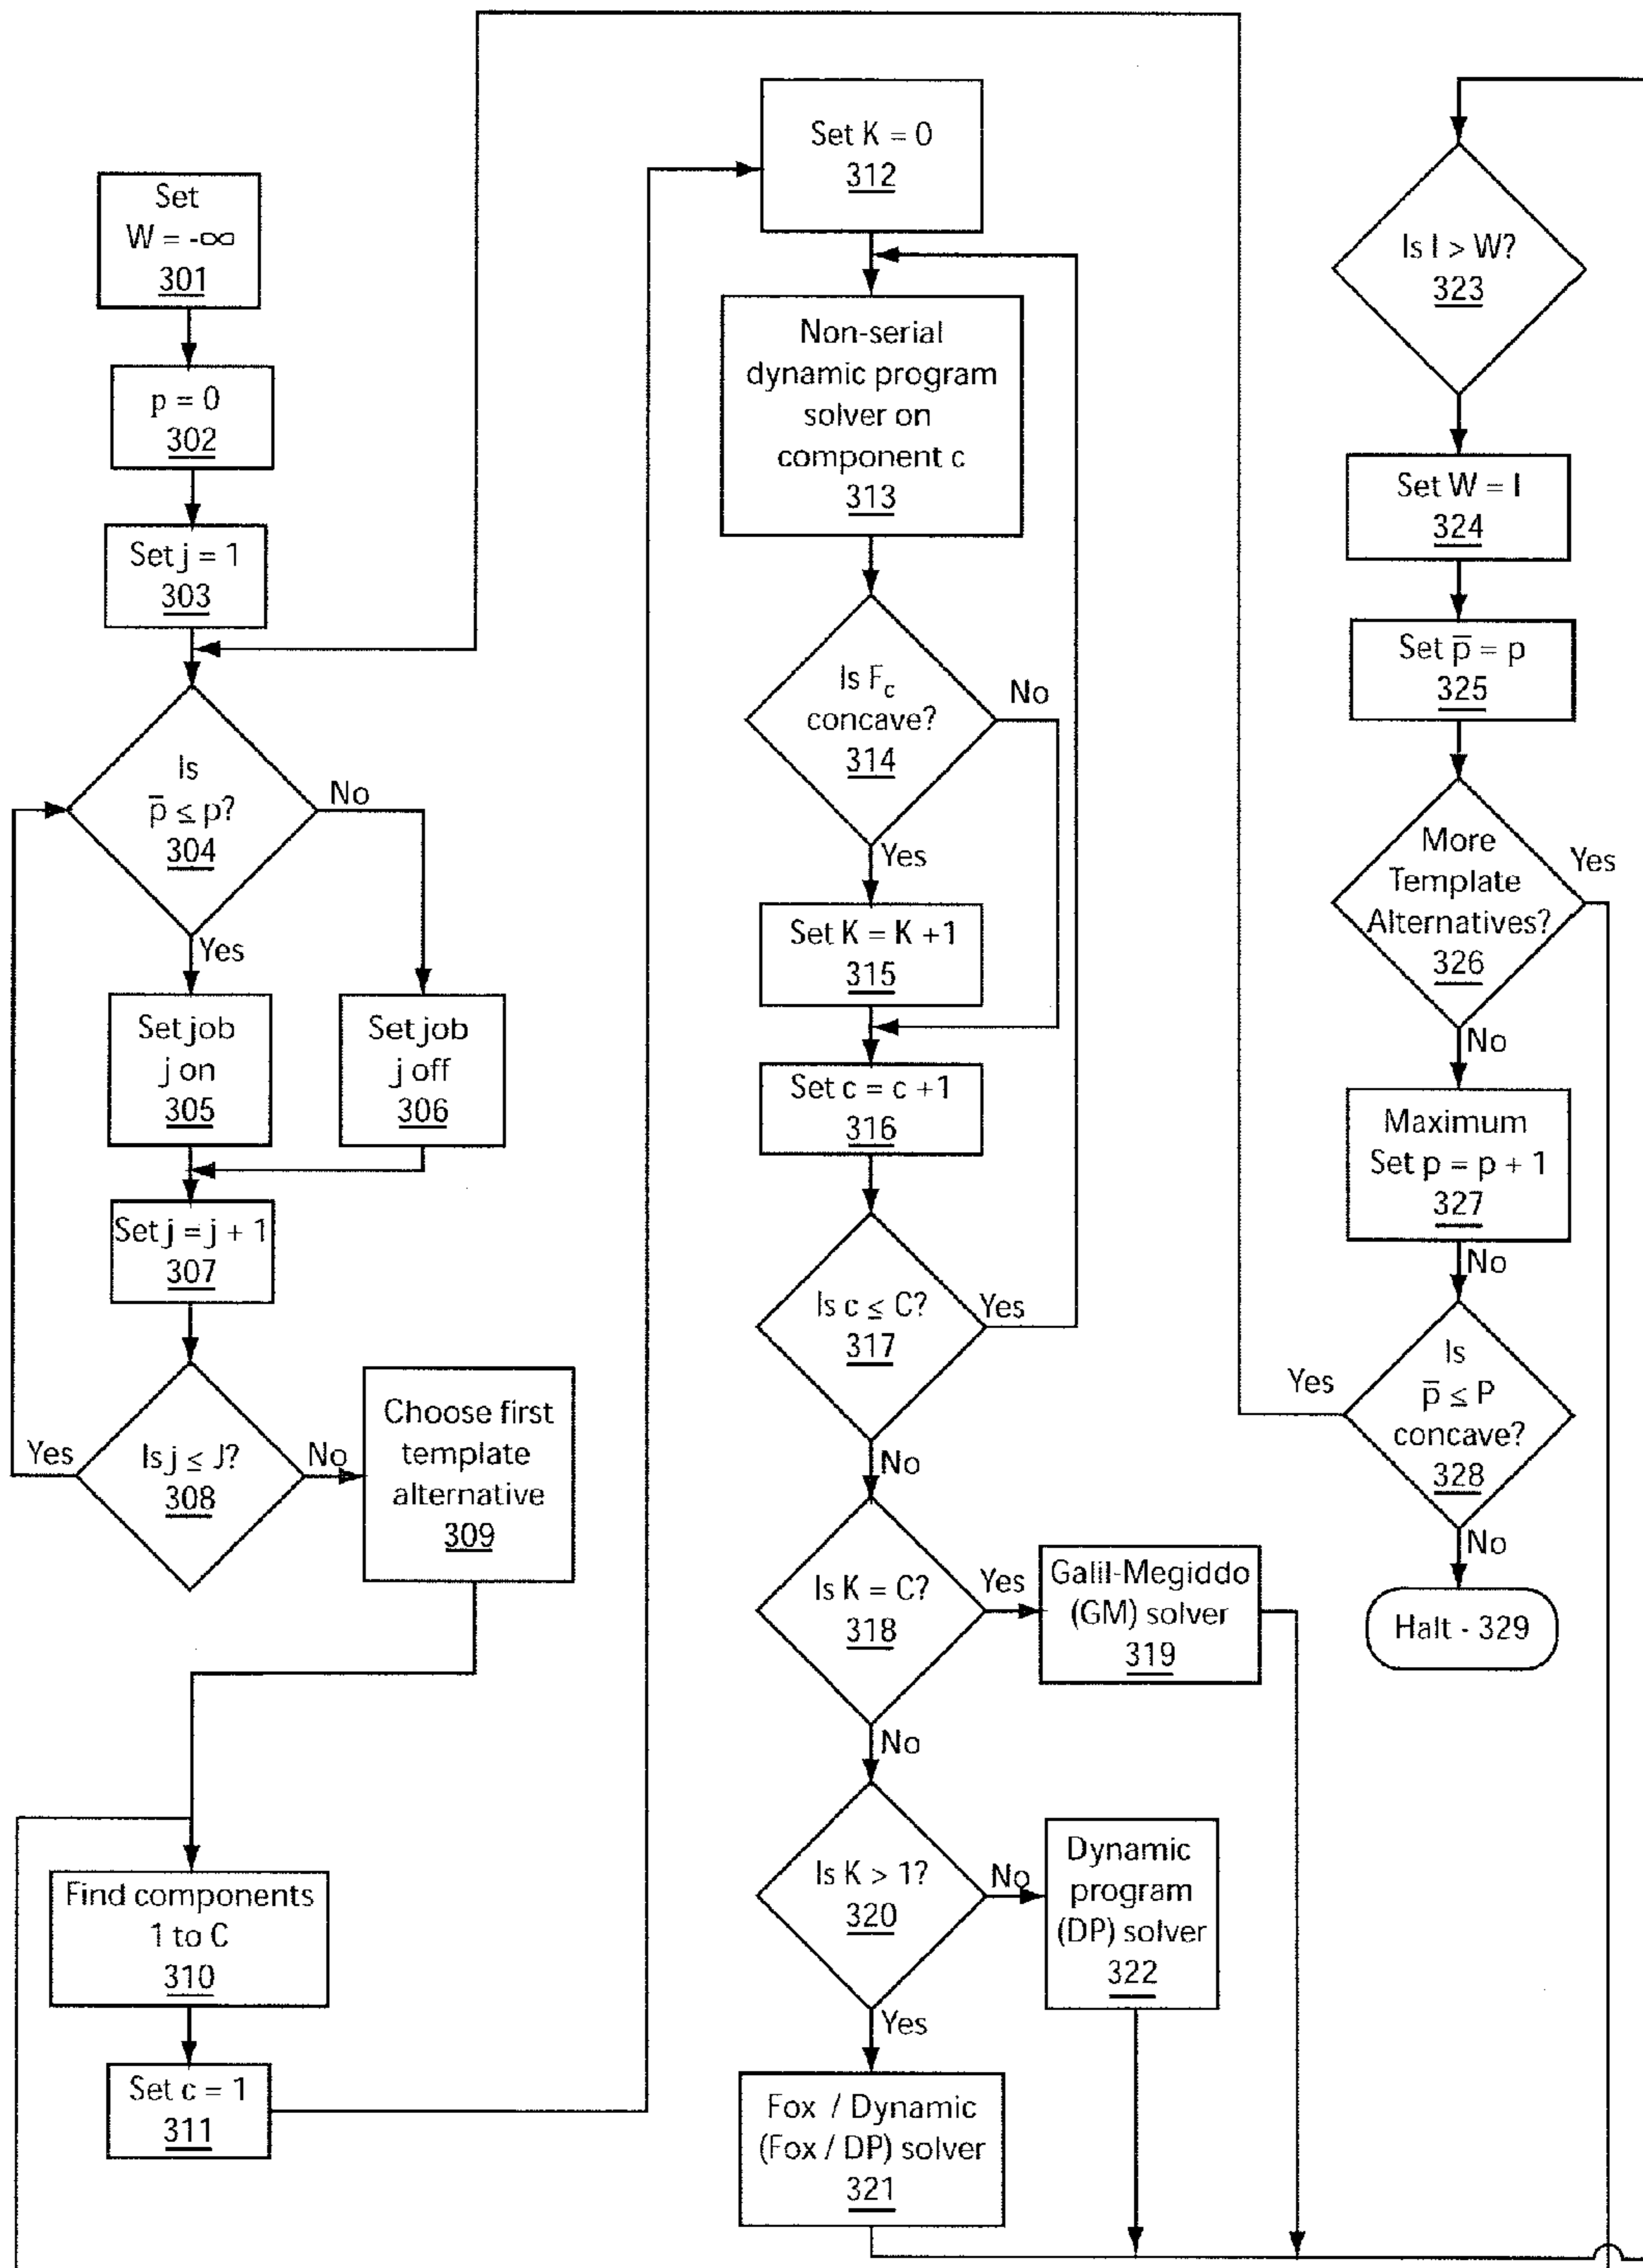 Set
W = -∞
301
p = 0
302
Set j = 1
303
Is
p̅ ≤ p?
304
No
Yes
Set job
j on
305
Set job
j off
306
Set j = j + 1
307
Yes
Is j ≤ J?
308
No
Choose first
template
alternative
309
Find components
1 to C
310
Set c = 1
311
Set K = 0
312
Non-serial
dynamic program
solver on
component c
313
Is F_c
concave?
314
No
Yes
Set K = K +1
315
Set c = c +1
316
Is c ≤ C?
317
Yes
No
Is K = C?
318
Yes
Galil-Megiddo
(GM) solver
319
No
Is K > 1?
320
No
Dynamic
program
(DP) solver
322
Yes
Fox / Dynamic
(Fox / DP) solver
321
Is I > W?
323
Set W = I
324
Set p̅ = p
325
More
Template
Alternatives?
326
Yes
No
Maximum
Set p = p + 1
327
No
Is
p̅ ≤ P
concave?
328
Yes
No
Halt - 329